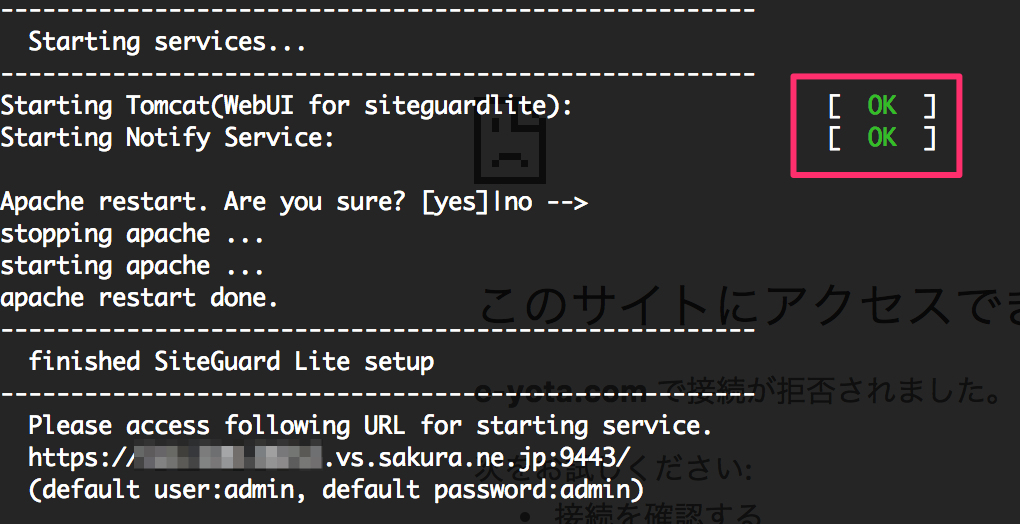 ------------------------------------------------------
Starting services...
------------------------------------------------------
Starting Tomcat(WebUI for siteguardlite): [ OK ]
Starting Notify Service: [ OK ]
Apache restart. Are you sure? [yes]|no -->
stopping apache ...
starting apache ...
apache restart done.
このサイトにアクセスでき
------------------------------------------------------
finished SiteGuard Lite setup
o-yota.com で接続が拒否されました。
------------------------------------------------------
Please access following URL for starting service.
https://.vs.sakura.ne.jp:9443/
次をお試しください:
(default user:admin, default password:admin)
• 接続を確認する